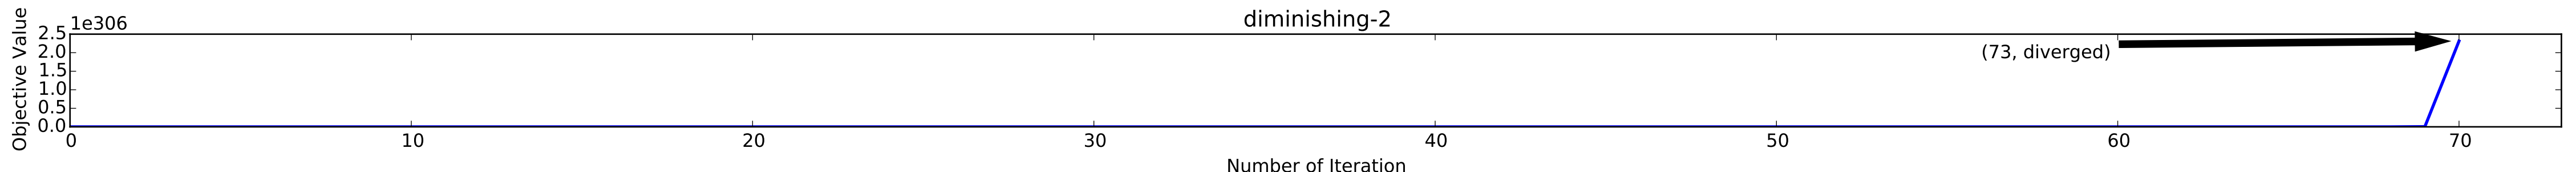 diminishing-2
1e306
Objective Value
2.5
2.0
1.5
1.0
0.5
0.0
(73, diverged)
0 10 20 30 40 50 60 70
Number of Iteration